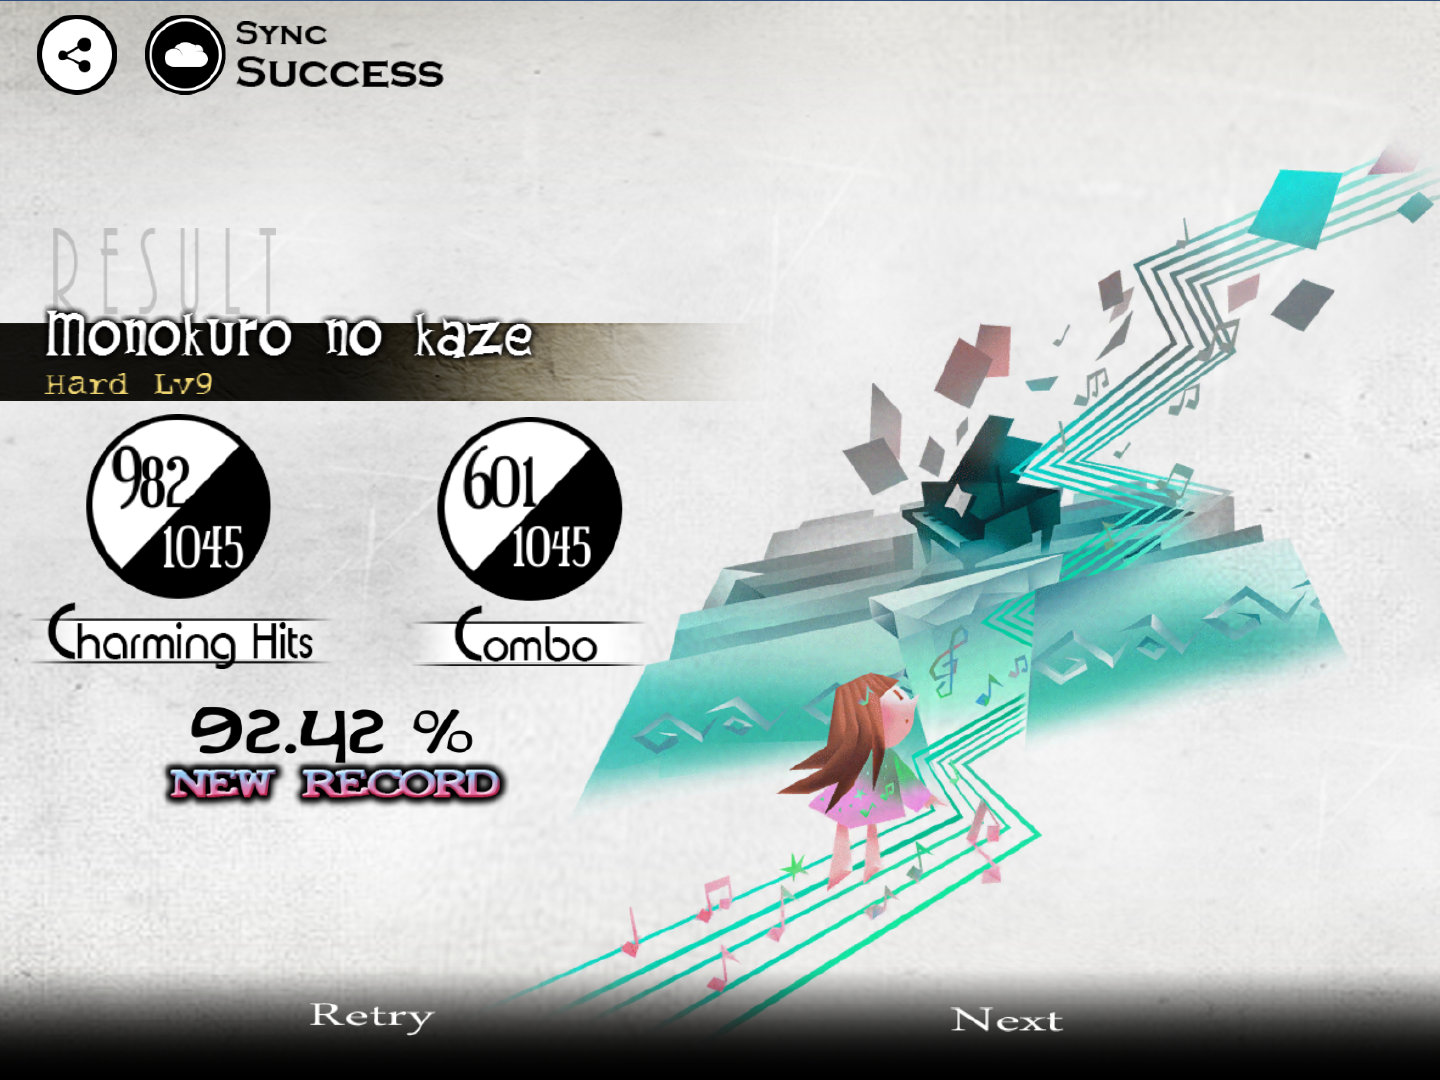 SYNC
SUCCESS
RESULT
Monokuro no kaze
Hard Lv9
982
1045
Charming Hits
601
1045
Combo
92.42 %
NEW RECORD
Retry
Next